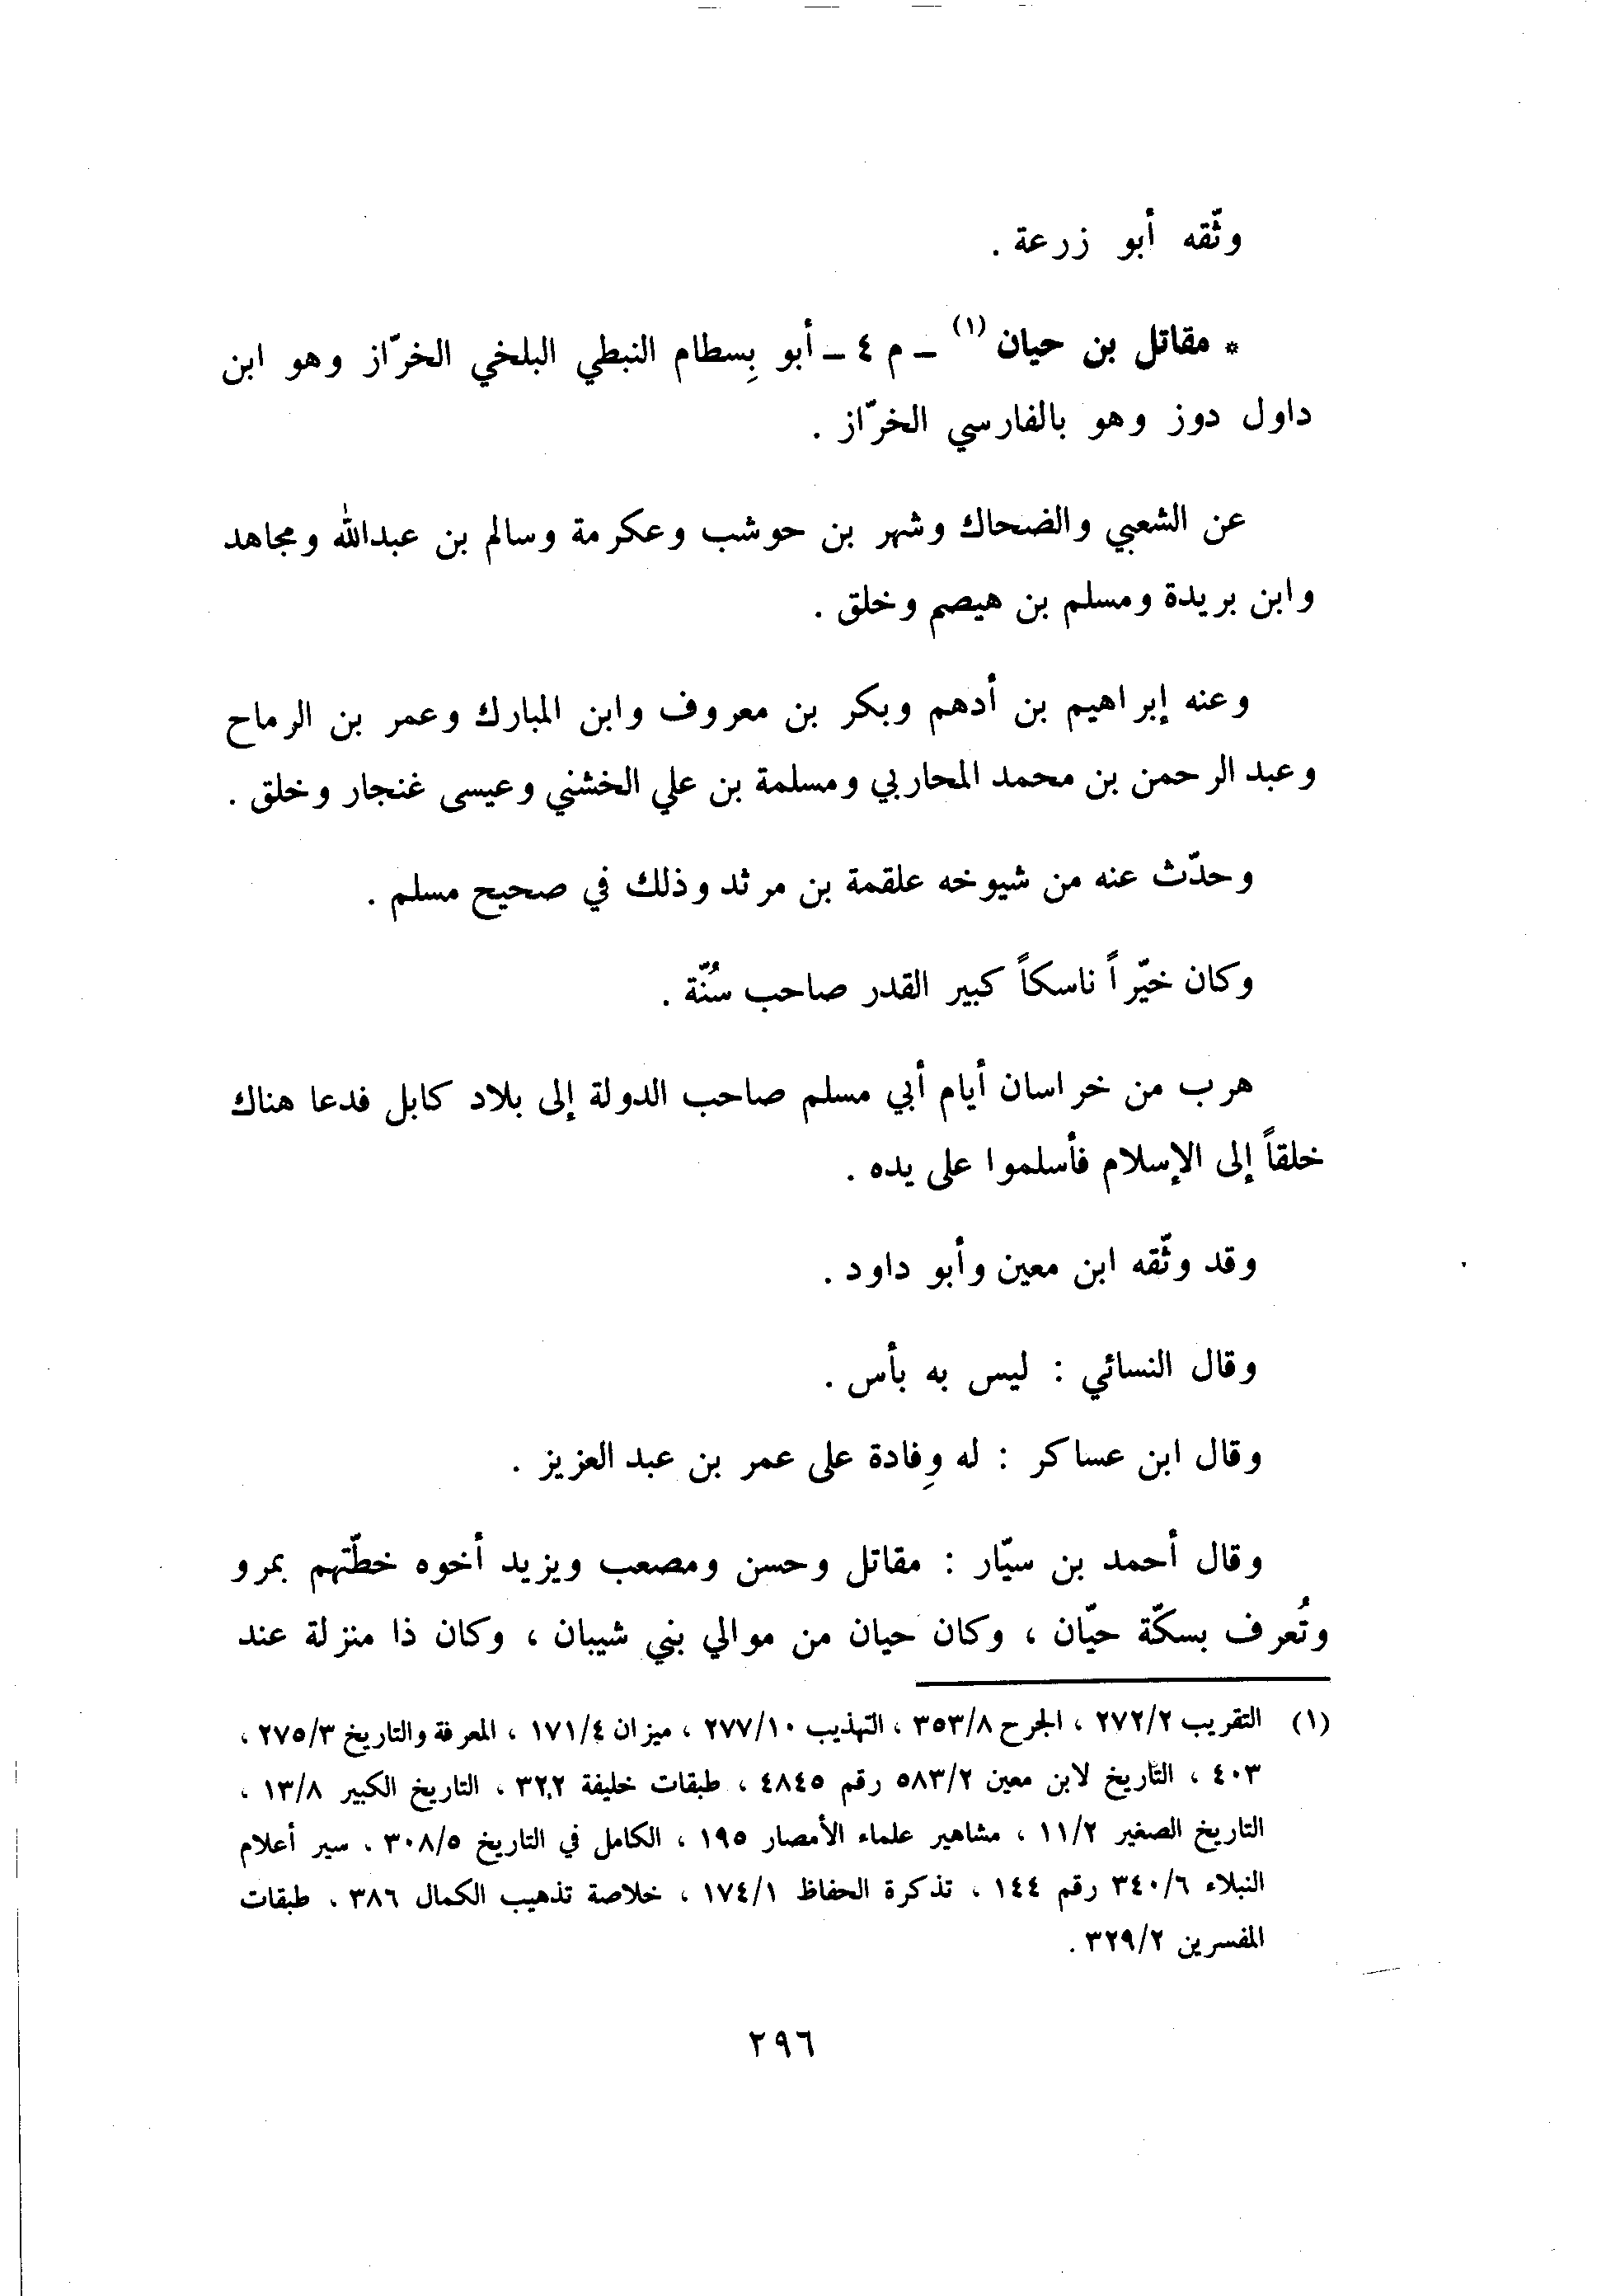 وثّقه أبو زرعة .
* مقاتل بن حيان (١) – م ٤ – أبو بِسطام النبطي البلخي الخرّاز وهو ابن
داول دوز وهو بالفارسي الخرّاز .
عن الشعبي والضحاك وشهر بن حوشب وعكرمة وسالم بن عبدالله ومجاهد
وابن بريدة ومسلم بن هيصم وخلق .
وعنه إبراهيم بن أدهم وبكر بن معروف وابن المبارك وعمر بن الرماح
وعبد الرحمن بن محمد المحاربي ومسلمة بن علي الخشني وعيسى غنجار وخلق .
وحدّث عنه من شيوخه علقمة بن مرثد وذلك في صحيح مسلم .
وكان خيّراً ناسكاً كبير القدر صاحب سُنّة .
هرب من خراسان أيام أبي مسلم صاحب الدولة إلى بلاد كابل فدعا هناك
خلقاً إلى الإسلام فأسلموا على يده .
وقد وثّقه ابن معين وأبو داود .
وقال النسائي : ليس به بأس .
وقال ابن عساكر : له وِفادة على عمر بن عبد العزيز .
وقال أحمد بن سيّار : مقاتل وحسن ومصعب ويزيد أخوه خطّتهم بمرو
وتُعرف بسكّة حيّان ، وكان حيان من موالي بني شيبان ، وكان ذا منزلة عند
(١) التقريب ٢٧٢/٢ ، الجرح ٣٥٣/٨ ، التهذيب ٢٧٧/١٠ ، ميزان ١٧١/٤ ، المعرفة والتاريخ ٢٧٥/٣ ،
٤٠٣ ، التاريخ لابن معين ٥٨٣/٢ رقم ٤٨٤٥ ، طبقات خليفة ٣٢٢ ، التاريخ الكبير ١٣/٨ ،
التاريخ الصغير ١١/٢ ، مشاهير علماء الأمصار ١٩٥ ، الكامل في التاريخ ٣٠٨/٥ ، سير أعلام
النبلاء ٣٤٠/٦ رقم ١٤٤ ، تذكرة الحفاظ ١٧٤/١ ، خلاصة تذهيب الكمال ٣٨٦ ، طبقات
المفسرين ٣٢٩/٢ .
٢٩٦